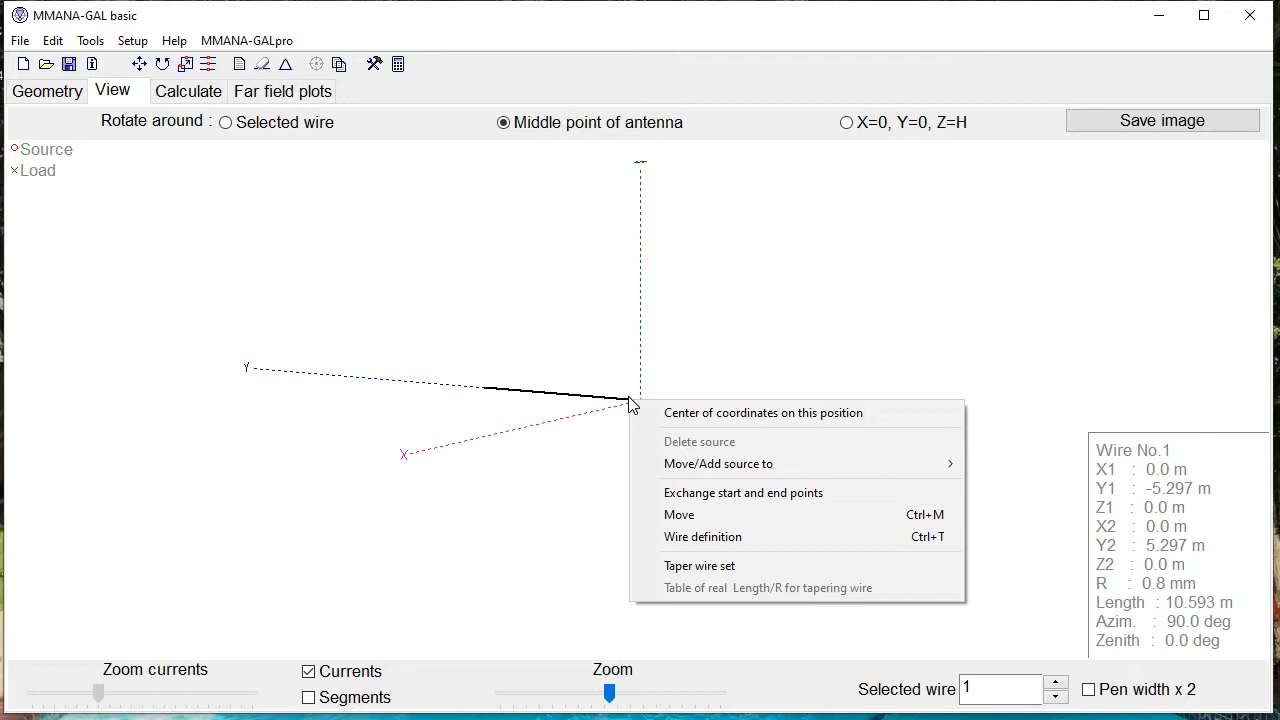 MMANA-GAL basic
File Edit Tools Setup Help MMANA-GALpro
Geometry View Calculate Far field plots
Rotate around : Selected wire Middle point of antenna X=0, Y=0, Z=H Save image
Source
Load
Y
X
Center of coordinates on this position
Delete source
Move/Add source to
Exchange start and end points
Move Ctrl+M
Wire definition Ctrl+T
Taper wire set
Table of real Length/R for tapering wire
Wire No.1
X1 : 0.0 m
Y1 : -5.297 m
Z1 : 0.0 m
X2 : 0.0 m
Y2 : 5.297 m
Z2 : 0.0 m
R : 0.8 mm
Length : 10.593 m
Azim. : 90.0 deg
Zenith : 0.0 deg
Zoom currents Currents Zoom
Segments Selected wire 1 Pen width x 2